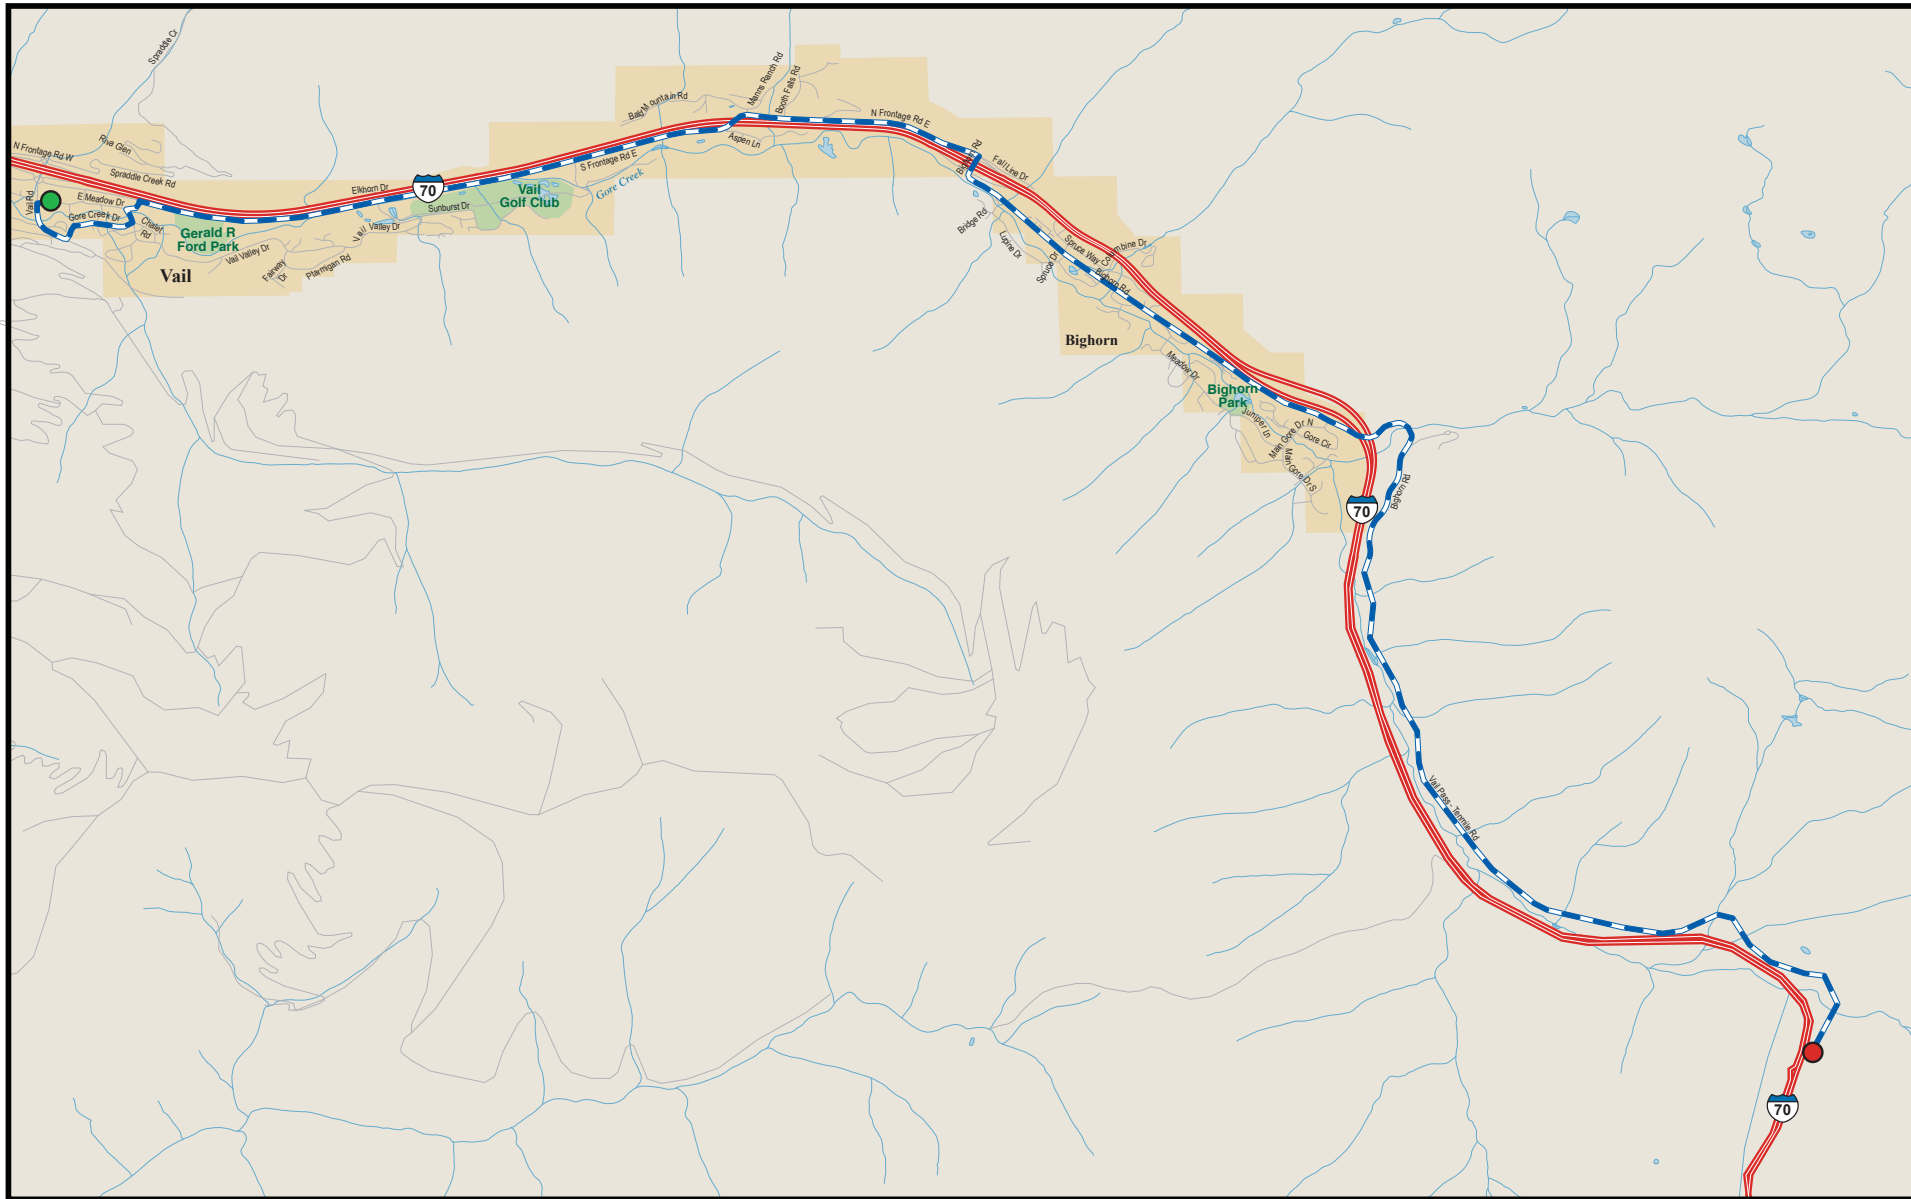 Spraddle Cr
Manns Ranch Rd
Booth Falls Rd
Bald Mountain Rd
N Frontage Rd E
Riva Glen
Aspen Ln
N Frontage Rd W
S Frontage Rd E
Fall Line Dr
Spraddle Creek Rd
Gore Creek
Elkhorn Dr
70
Vail
Golf Club
Vail Rd
E Meadow Dr
Sunburst Dr
Gore Creek Dr
Chalet
Rd
Vail Valley Dr
Bridge Rd
Gerald R
Ford Park
Vail Valley Dr
Lupine Dr
Spruce Way
Columbine Dr
Spruce Dr
Fairway
Dr
Ptarmigan Rd
Vail
Bighorn Rd
Bighorn
Meadow Dr
Bighorn
Park
Juniper Ln
Main Gore Dr N
Gore Cir
Main Gore Dr S
Bighorn Rd
70
Vail Pass - Tenmile Rd
70